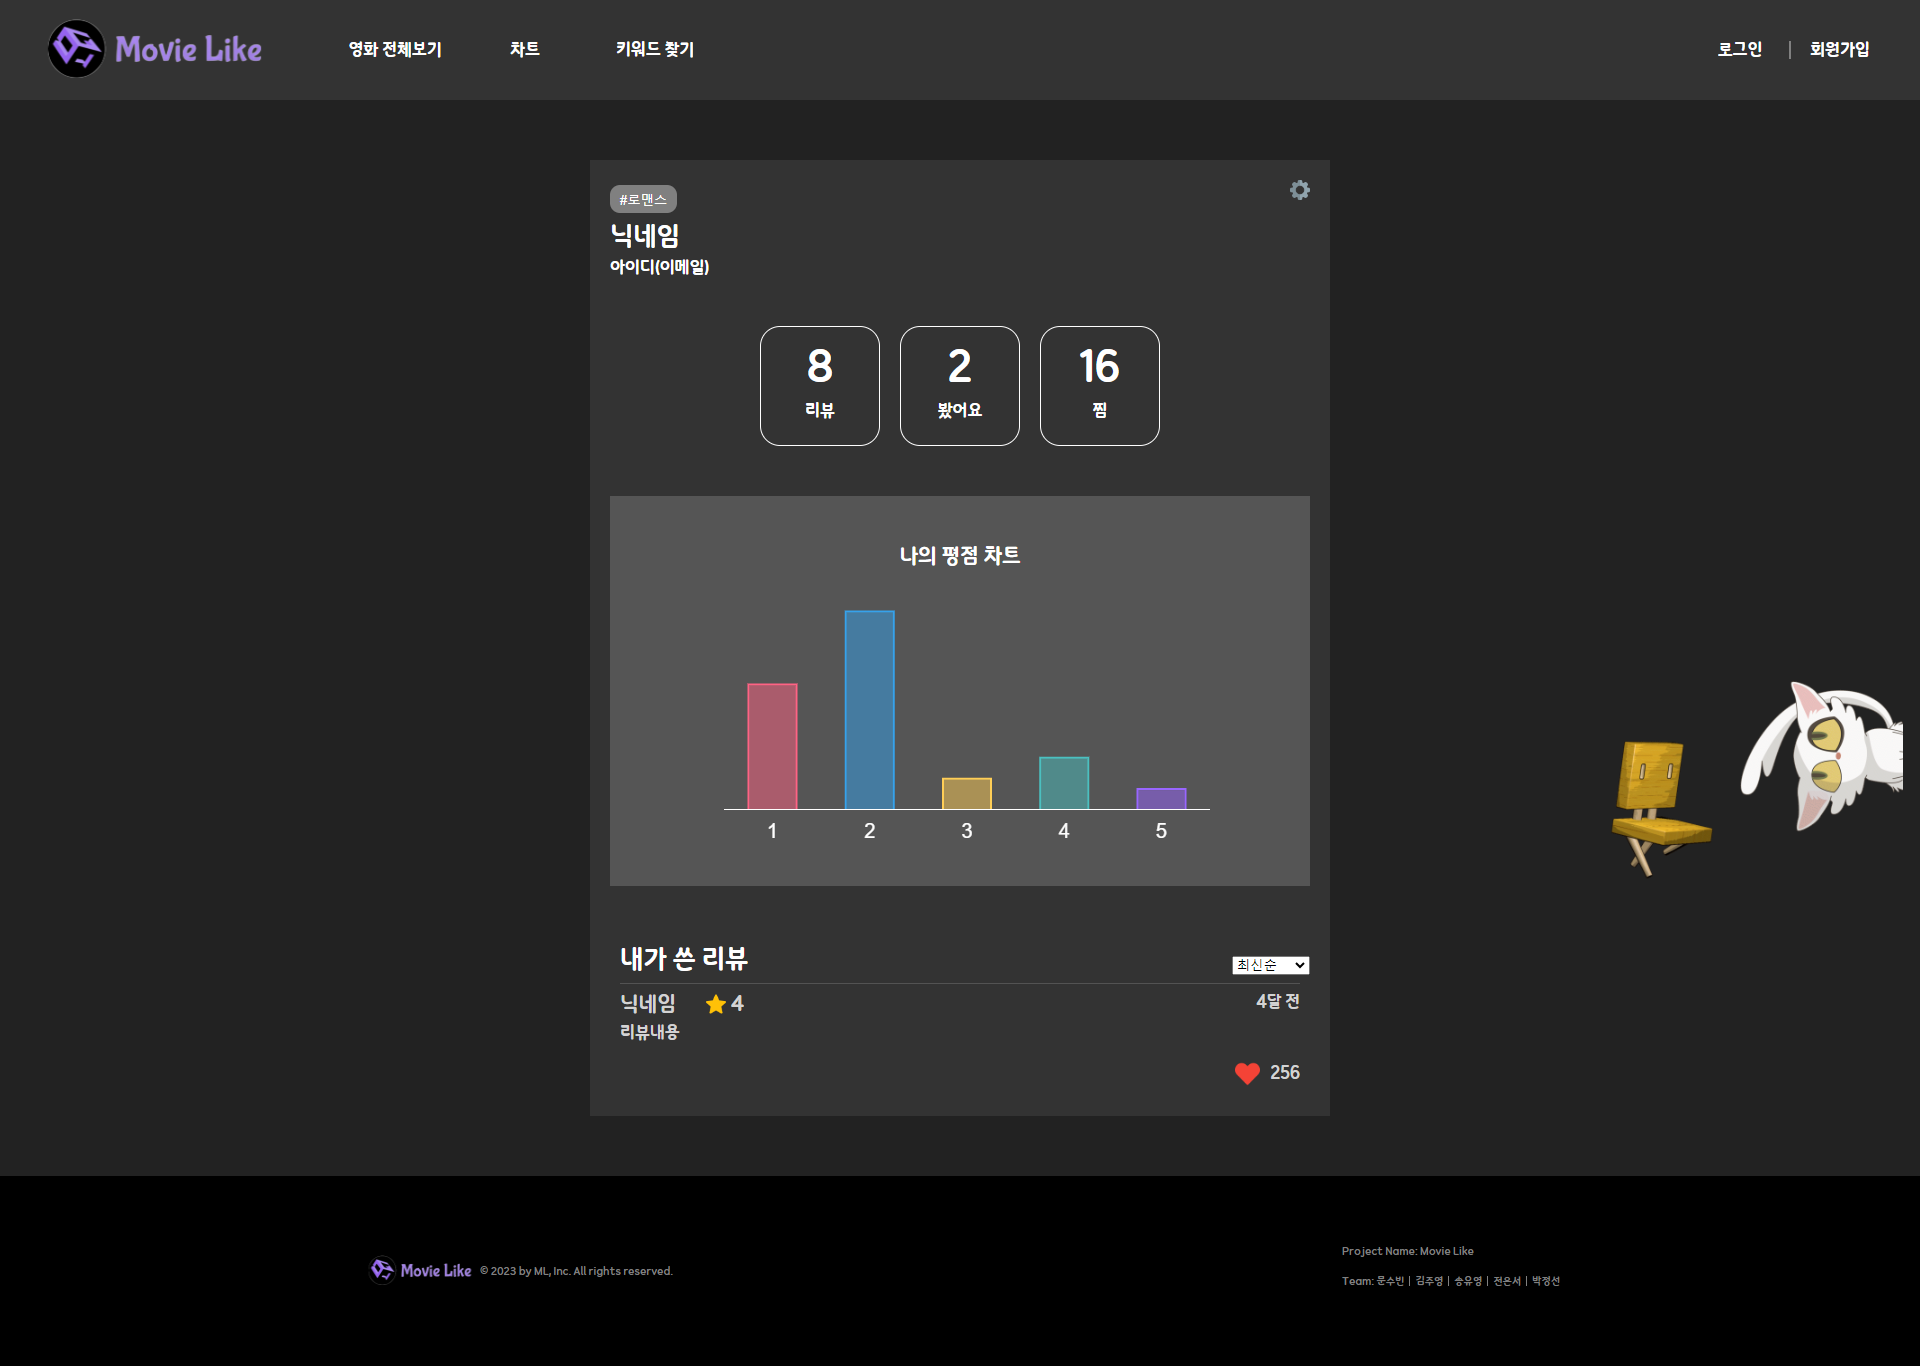 Movie Like
영화 전체보기
차트
키워드 찾기
로그인 | 회원가입
#로맨스
닉네임
아이디(이메일)
8
리뷰
2
봤어요
16
찜
나의 평점 차트
1 2 3 4 5
내가 쓴 리뷰
최신순
닉네임 4
4달 전
리뷰내용
256
Movie Like © 2023 by ML, Inc. All rights reserved.
Project Name: Movie Like
Team: 문수빈 | 김주영 | 송유영 | 전은서 | 박정선